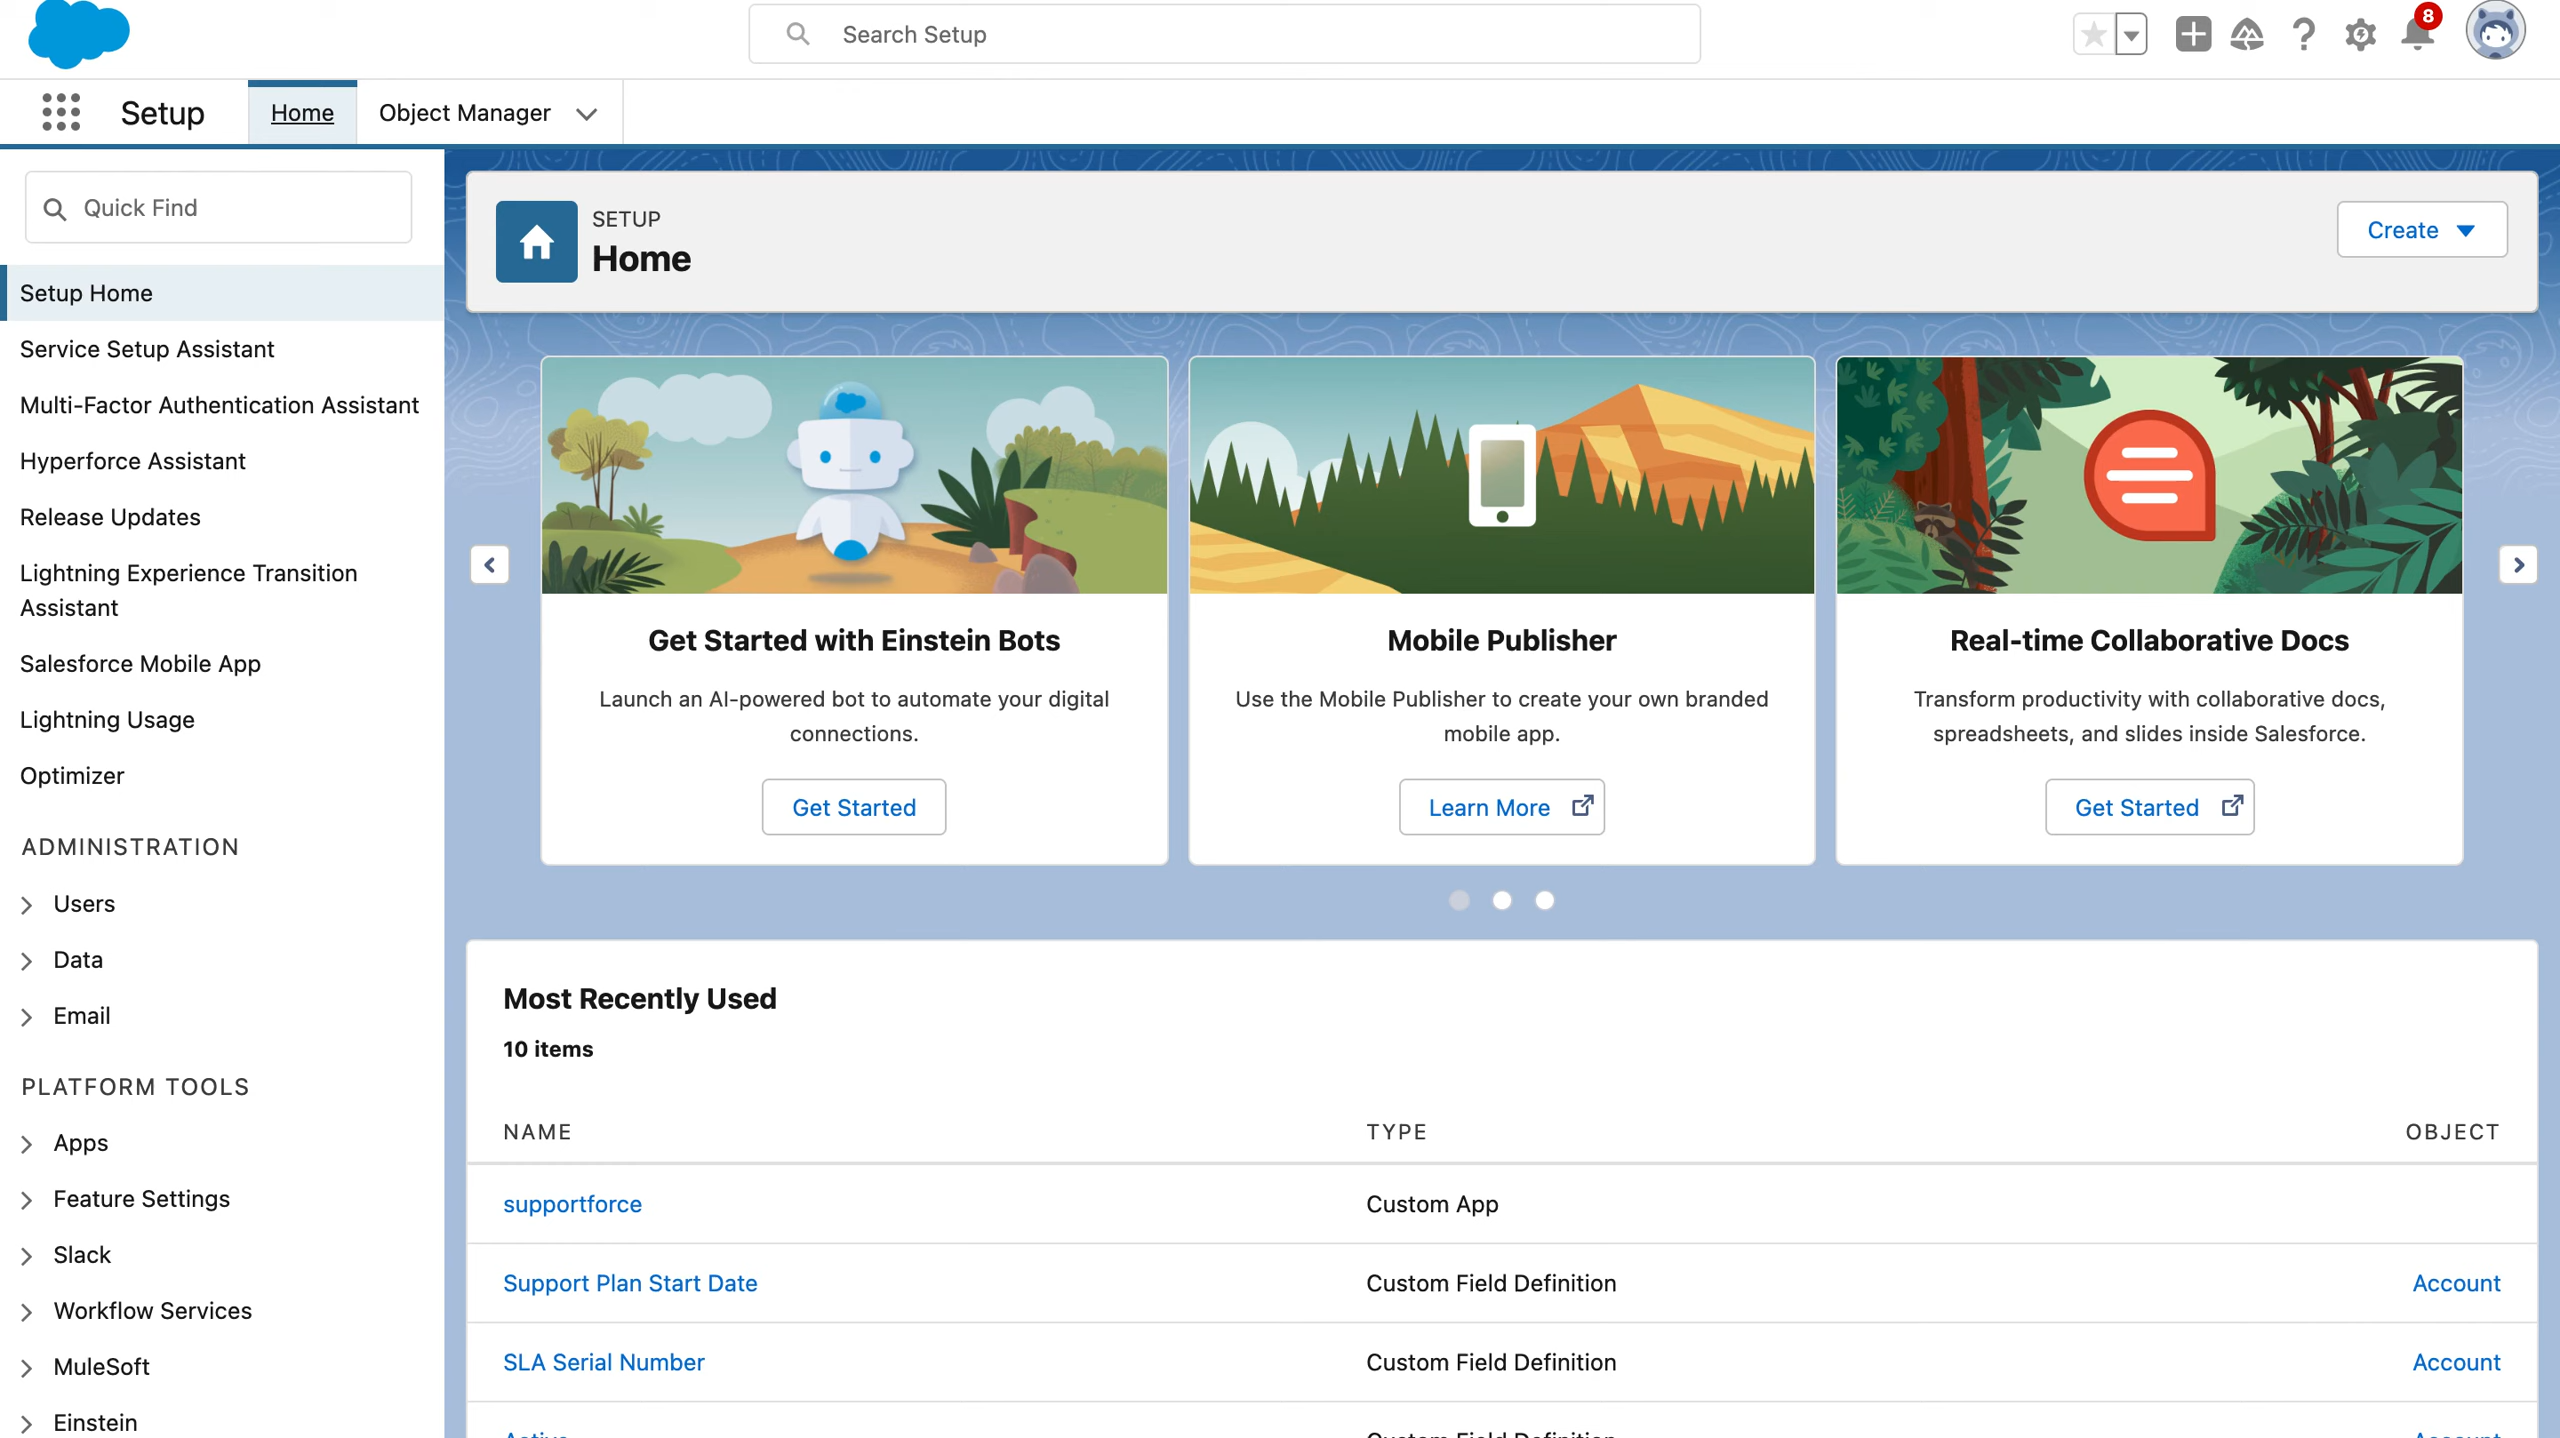 Search Setup
8
Setup
Home
Object Manager
Quick Find
Setup Home
Service Setup Assistant
Multi-Factor Authentication Assistant
Hyperforce Assistant
Release Updates
Lightning Experience Transition
Assistant
Salesforce Mobile App
Lightning Usage
Optimizer
ADMINISTRATION
Users
Data
Email
PLATFORM TOOLS
Apps
Feature Settings
Slack
Workflow Services
MuleSoft
Einstein
SETUP
Home
Create
Get Started with Einstein Bots
Launch an AI-powered bot to automate your digital
connections.
Get Started
Mobile Publisher
Use the Mobile Publisher to create your own branded
mobile app.
Learn More
Real-time Collaborative Docs
Transform productivity with collaborative docs,
spreadsheets, and slides inside Salesforce.
Get Started
Most Recently Used
10 items
NAME TYPE OBJECT
supportforce Custom App
Support Plan Start Date Custom Field Definition Account
SLA Serial Number Custom Field Definition Account